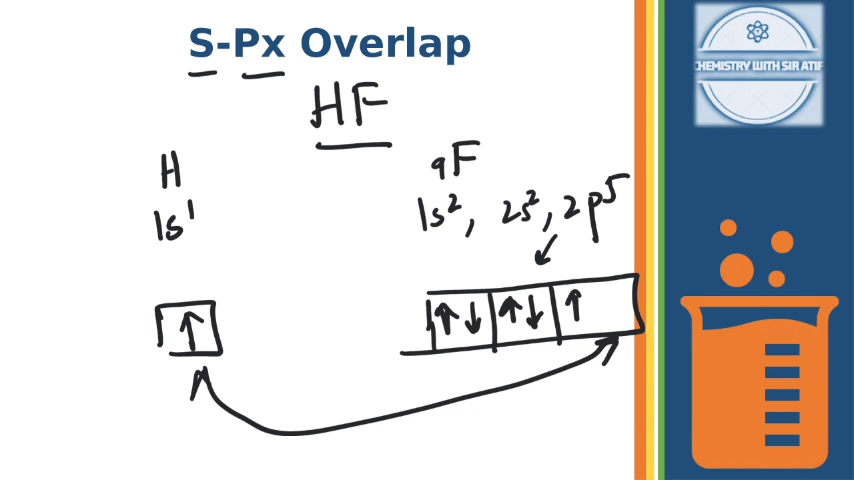 S-Px Overlap
CHEMISTRY WITH SIR ATIF
HF
H
₉F
1s¹
1s², 2s², 2p⁵
↑
↑↓ ↑↓ ↑